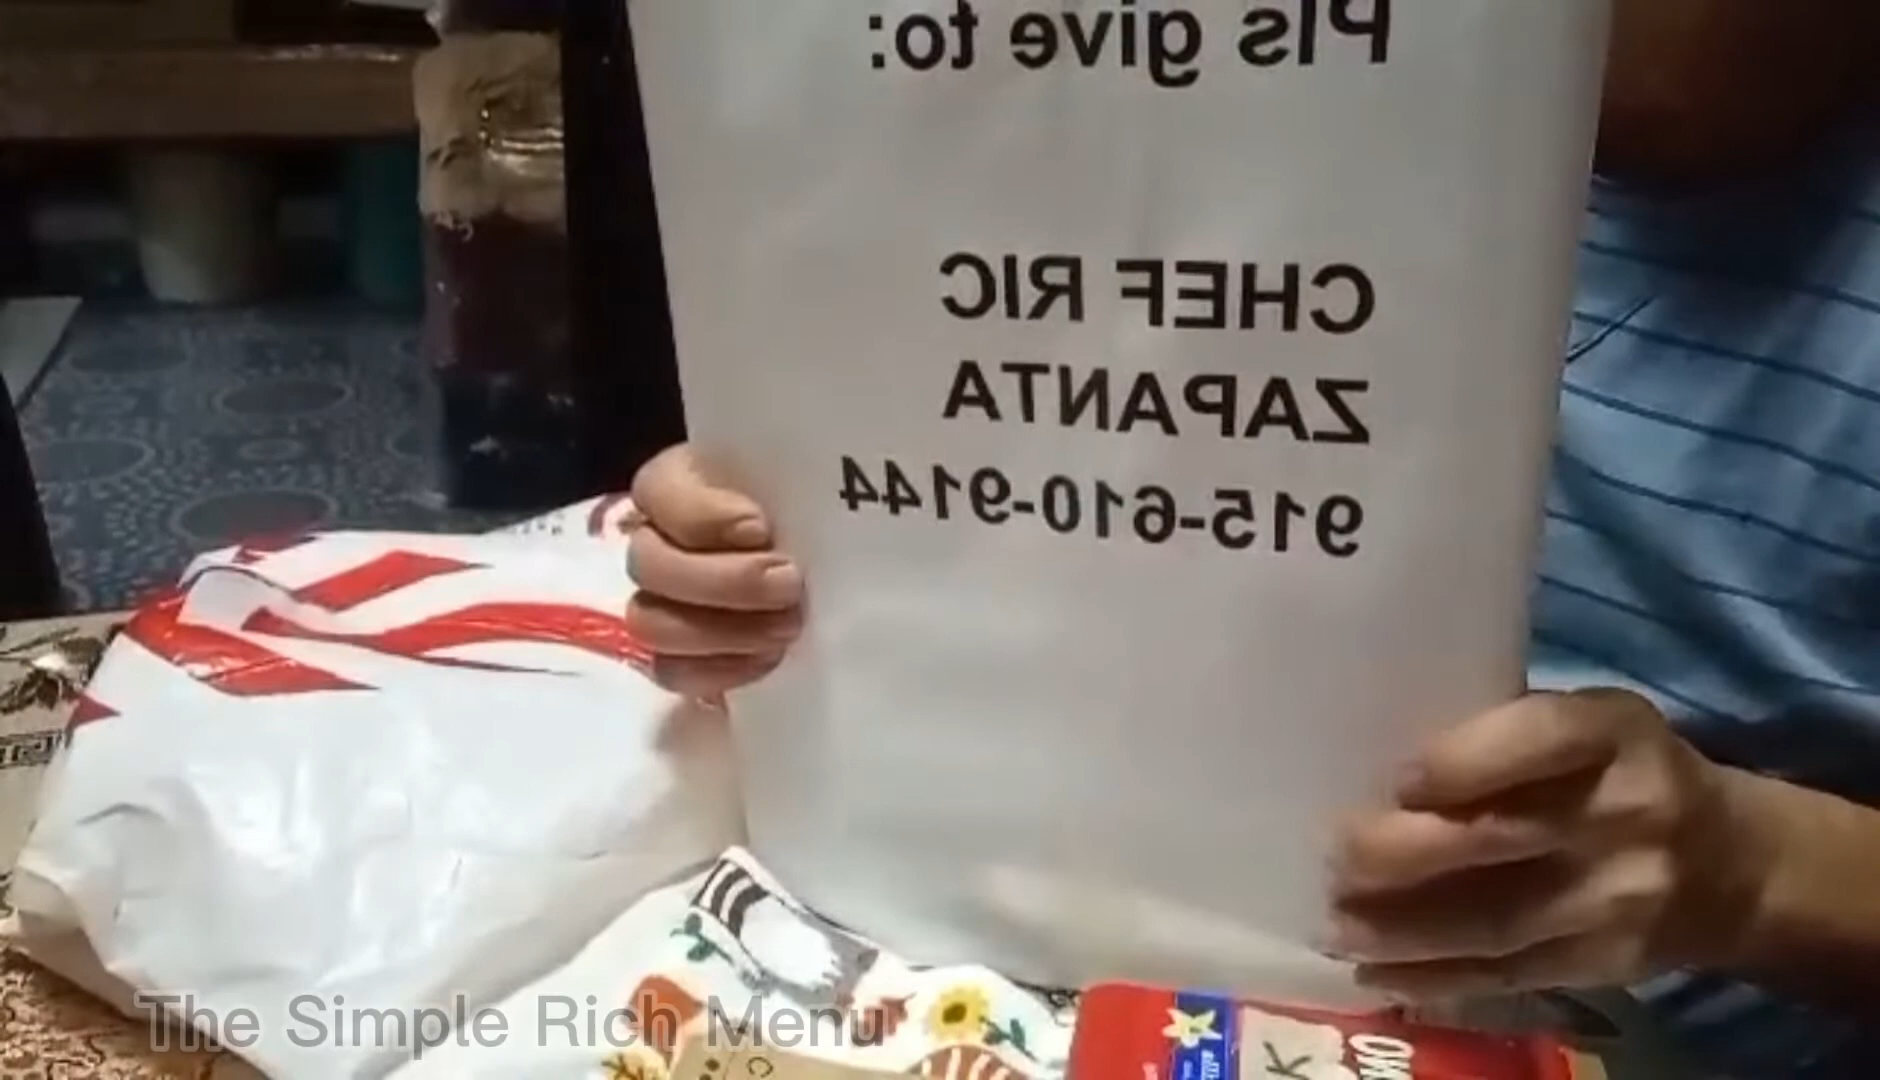 Pls give to:
CHEF RIC
ZAPANTA
915-610-9144
The Simple Rich Menu